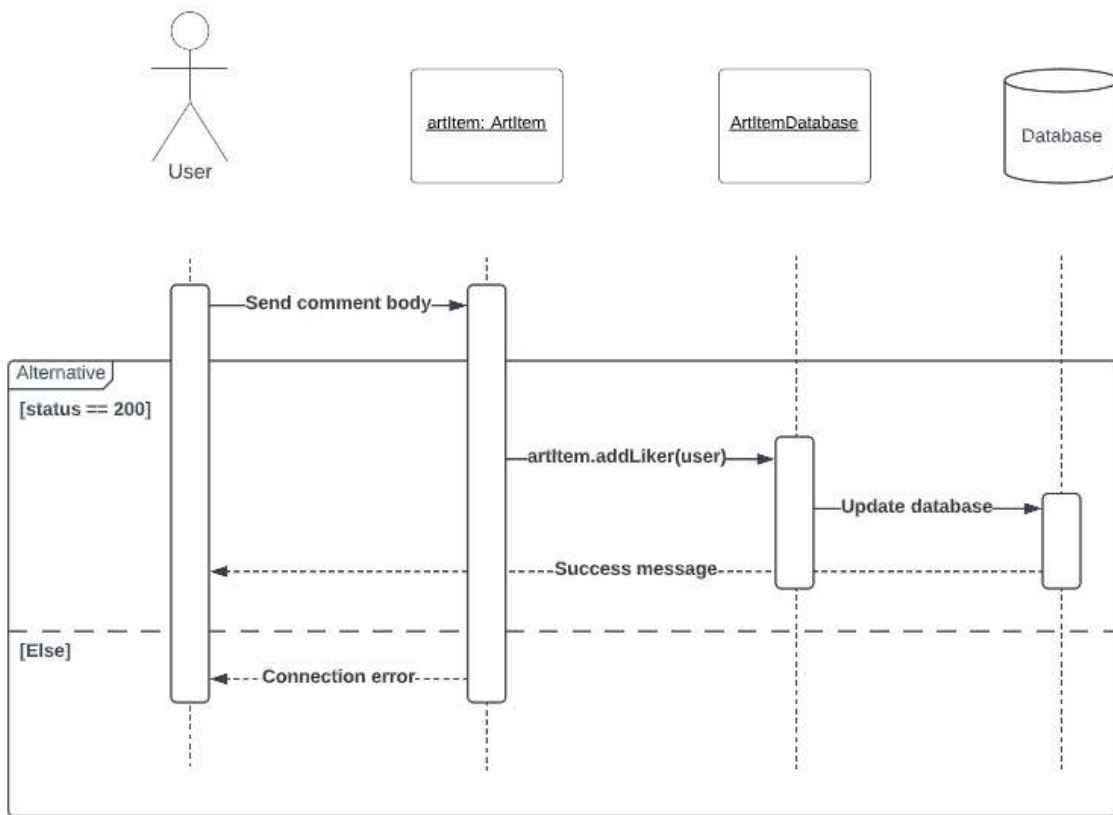 User
artItem: ArtItem
ArtItemDatabase
Database
Send comment body
Alternative
[status == 200]
artItem.addLiker(user)
Update database
Success message
[Else]
Connection error